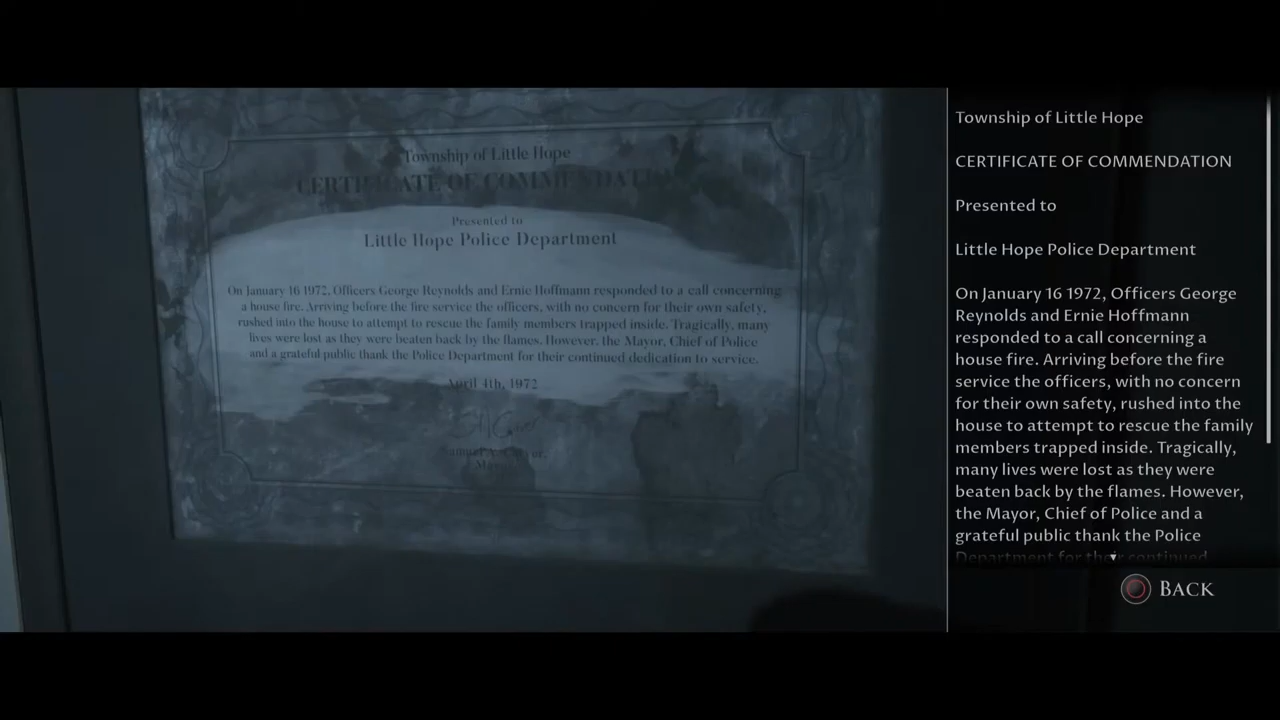 Township of Little Hope
CERTIFICATE OF COMMENDATION
Presented to
Little Hope Police Department
On January 16 1972, Officers George Reynolds and Ernie Hoffmann responded to a call concerning
a house fire. Arriving before the fire service the officers, with no concern for their own safety,
rushed into the house to attempt to rescue the family members trapped inside. Tragically, many
lives were lost as they were beaten back by the flames. However, the Mayor, Chief of Police
and a grateful public thank the Police Department for their continued dedication to service.
April 4th, 1972
Samuel
Township of Little Hope
CERTIFICATE OF COMMENDATION
Presented to
Little Hope Police Department
On January 16 1972, Officers George
Reynolds and Ernie Hoffmann
responded to a call concerning a
house fire. Arriving before the fire
service the officers, with no concern
for their own safety, rushed into the
house to attempt to rescue the family
members trapped inside. Tragically,
many lives were lost as they were
beaten back by the flames. However,
the Mayor, Chief of Police and a
grateful public thank the Police
Department for their continued
BACK